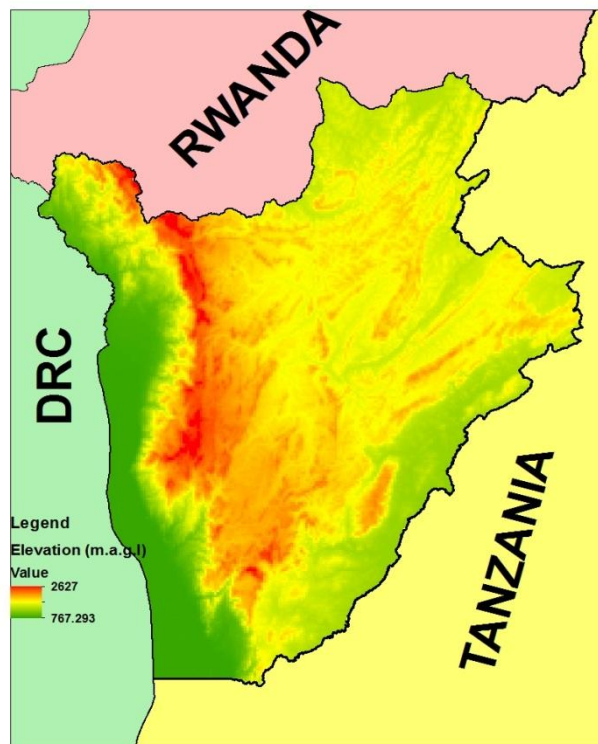 RWANDA
DRC
TANZANIA
Legend
Elevation (m.a.g.l)
Value
2627
767.293